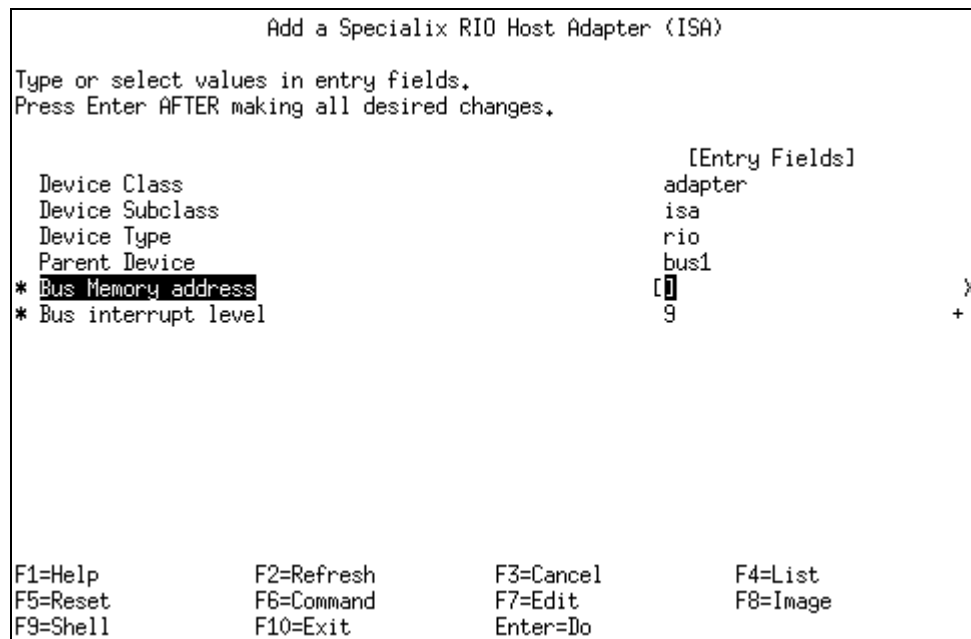 Add a Specialix RIO Host Adapter (ISA)
Type or select values in entry fields.
Press Enter AFTER making all desired changes.
[Entry Fields]
Device Class adapter
Device Subclass isa
Device Type rio
Parent Device bus1
* Bus Memory address []
* Bus interrupt level 9 +
F1=Help F2=Refresh F3=Cancel F4=List
F5=Reset F6=Command F7=Edit F8=Image
F9=Shell F10=Exit Enter=Do